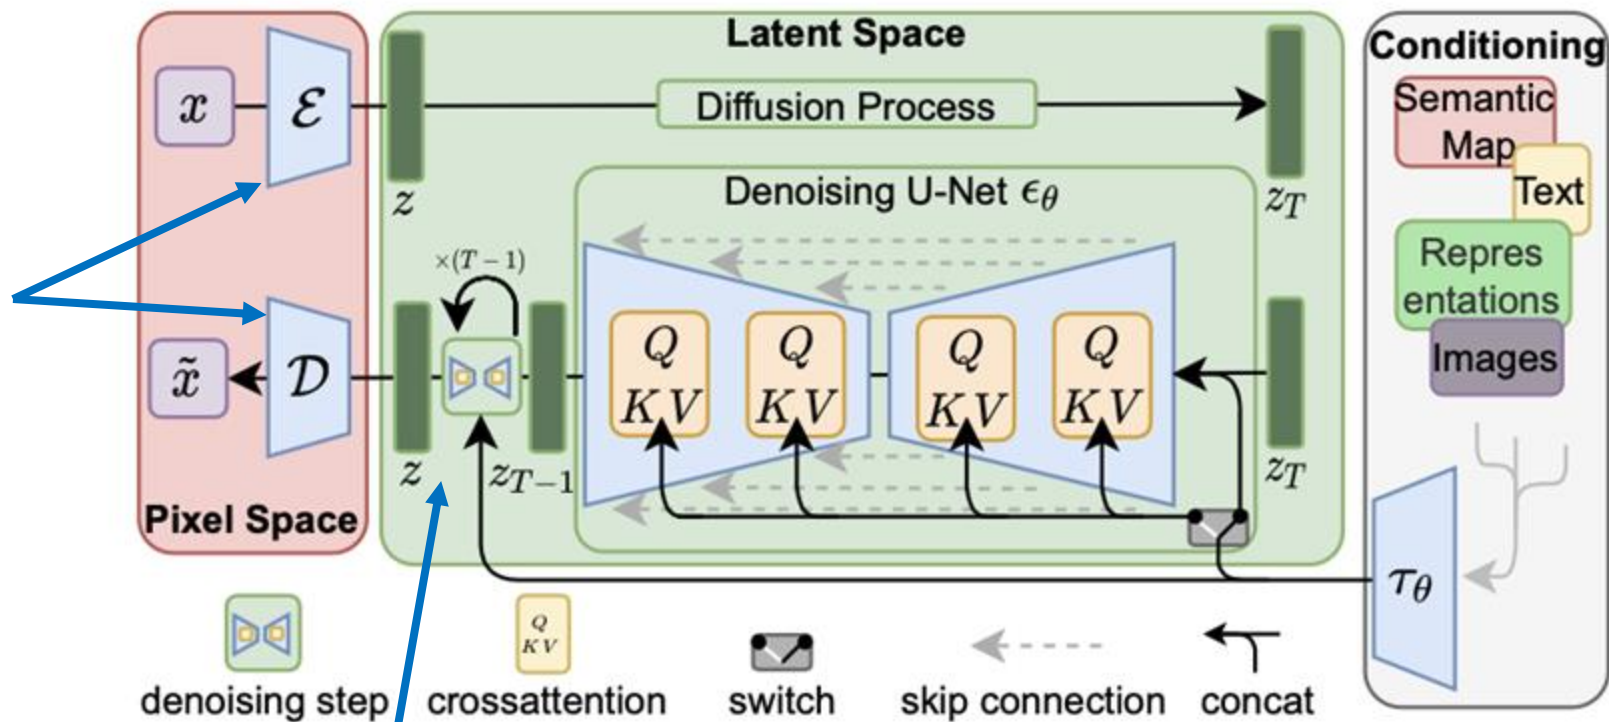 Latent Space
Conditioning
x
ℰ
Diffusion Process
z
z_T
Semantic
Map
Text
Repres
entations
Images
Denoising U-Net ϵ_θ
×(T−1)
Q
KV
Q
KV
Q
KV
Q
KV
x̃
𝒟
z
z_{T−1}
z_T
Pixel Space
τ_θ
Q
KV
denoising step
crossattention
switch
skip connection
concat